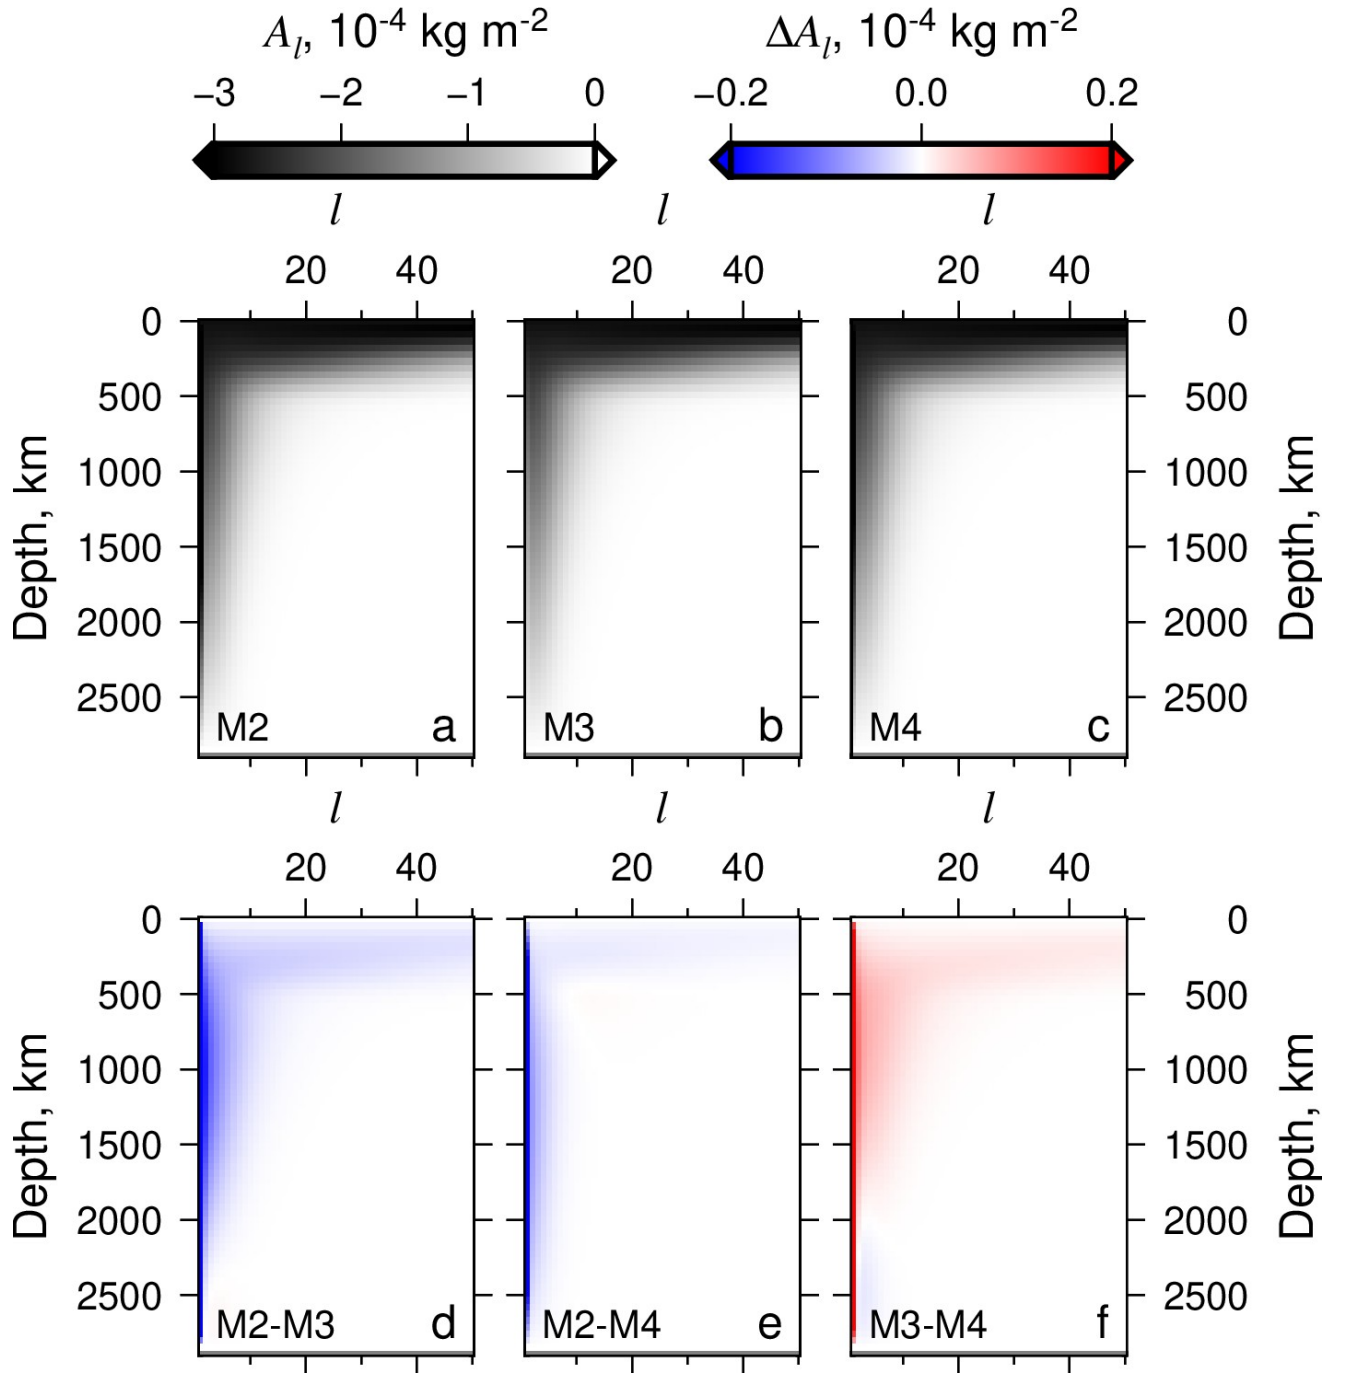 A_l, 10^-4 kg m^-2 ΔA_l, 10^-4 kg m^-2
−3 −2 −1 0 −0.2 0.0 0.2
l l l
20 40 20 40 20 40
0 0
500 500
1000 1000
1500 1500
2000 2000
2500 2500
Depth, km Depth, km
M2 a M3 b M4 c
l l l
20 40 20 40 20 40
0 0
500 500
1000 1000
1500 1500
2000 2000
2500 2500
Depth, km Depth, km
M2-M3 d M2-M4 e M3-M4 f